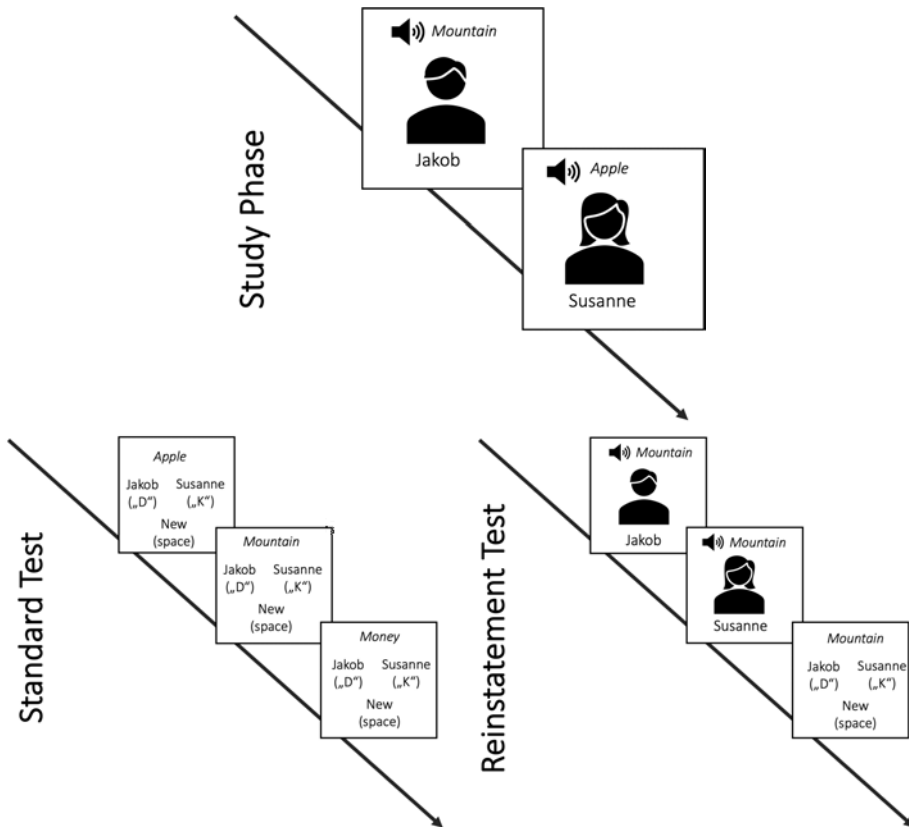 Study Phase
Mountain
Jakob
Apple
Susanne
Standard Test
Apple
Jakob Susanne
(„D“) („K“)
New
(space)
Mountain
Jakob Susanne
(„D“) („K“)
New
(space)
Money
Jakob Susanne
(„D“) („K“)
New
(space)
Reinstatement Test
Mountain
Jakob
Mountain
Susanne
Mountain
Jakob Susanne
(„D“) („K“)
New
(space)